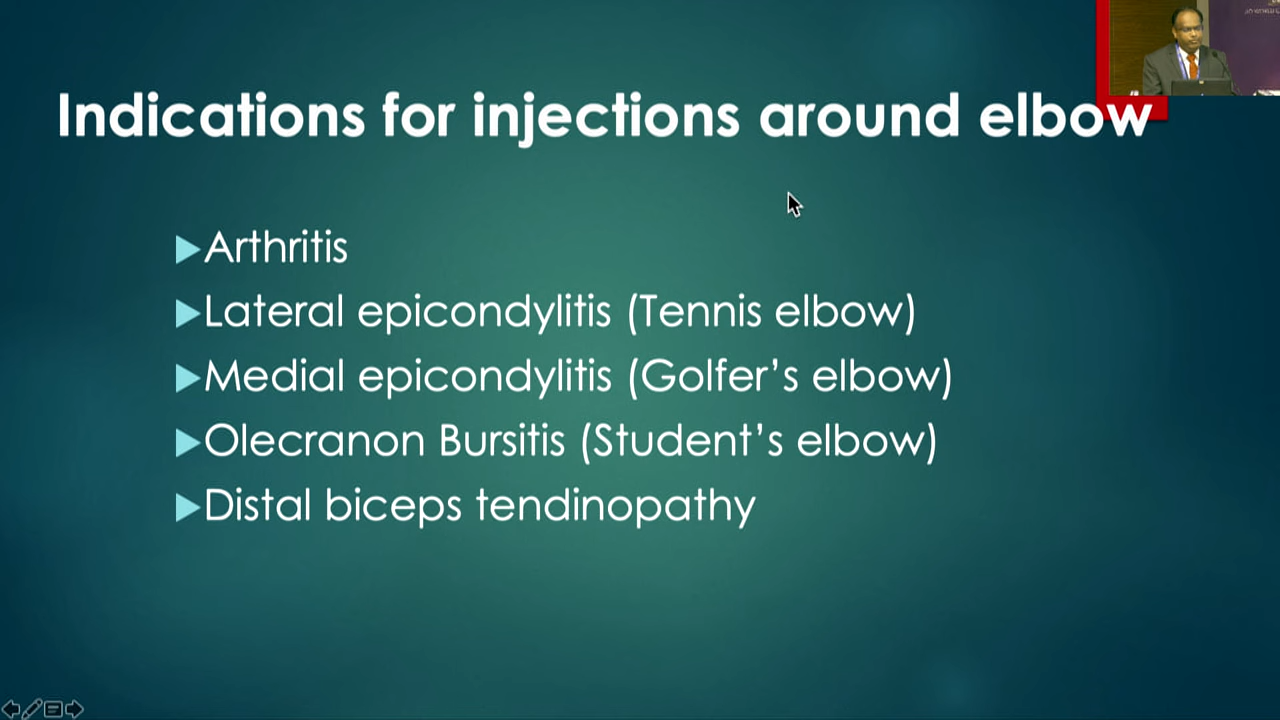 Indications for injections around elbow
Arthritis
Lateral epicondylitis (Tennis elbow)
Medial epicondylitis (Golfer’s elbow)
Olecranon Bursitis (Student’s elbow)
Distal biceps tendinopathy